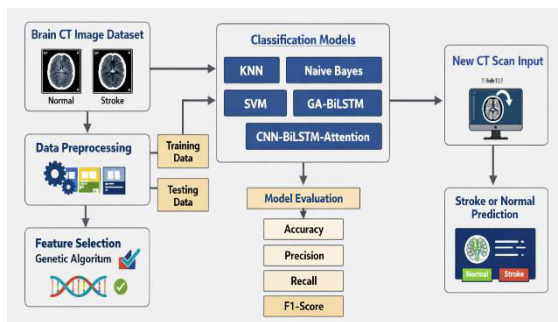 Brain CT Image Dataset
Normal
Stroke
Data Preprocessing
Training
Data
Testing
Data
Feature Selection
Genetic Algoritum
Classification Models
KNN
Naive Bayes
SVM
GA-BiLSTM
CNN-BiLSTM-Attention
Model Evaluation
Accuracy
Precision
Recall
F1-Score
New CT Scan Input
Stroke or Normal
Prediction
Normal
Stroke